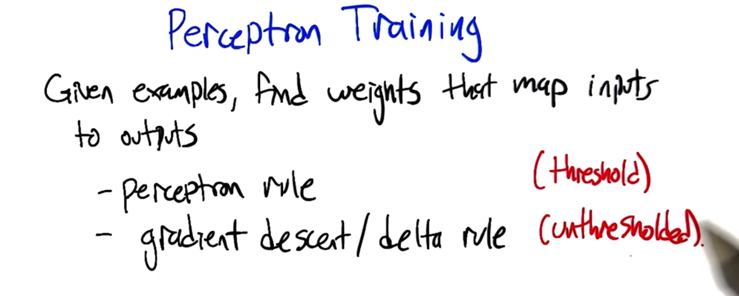 Perceptron Training
Given examples, find weights that map inputs
to outputs
- perceptron rule (threshold)
- gradient descent / delta rule (unthresholded).